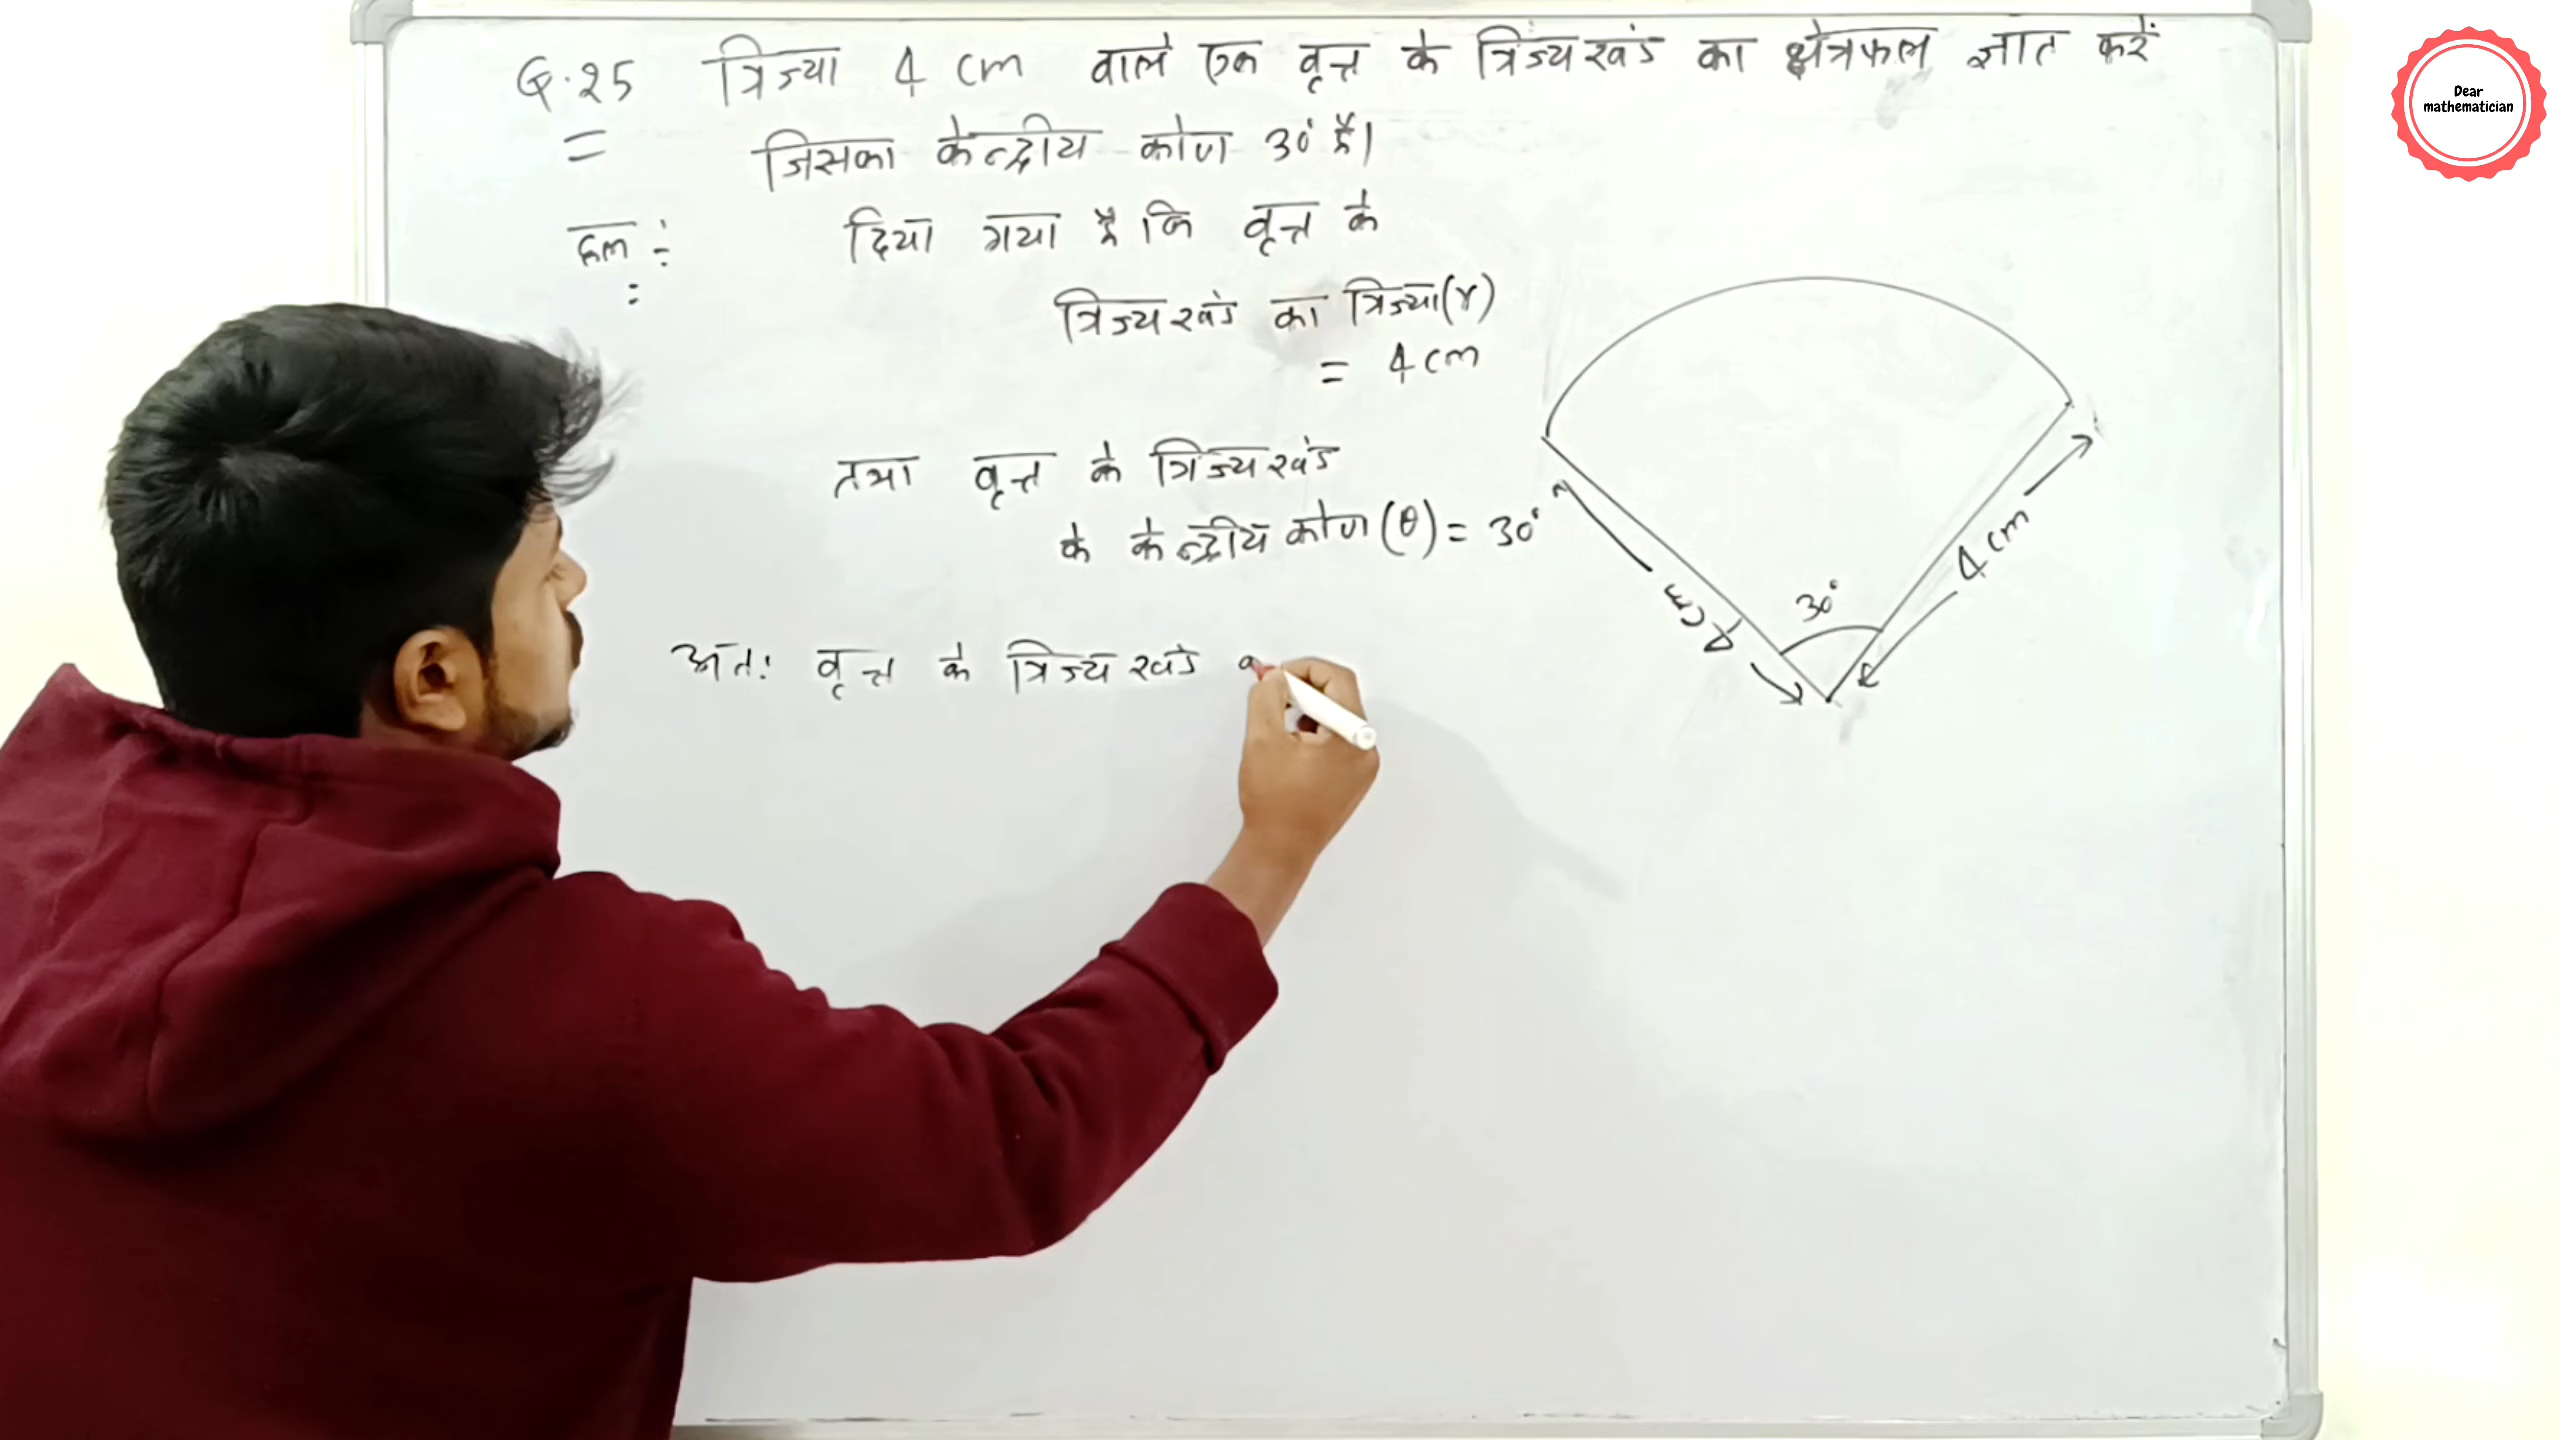 Q.25 त्रिज्या 4 cm वाले एक वृत्त के त्रिज्यखंड का क्षेत्रफल ज्ञात करें
जिसका केन्द्रीय कोण 30° है।
हल :- दिया गया है कि वृत्त के
त्रिज्यखंड का त्रिज्या(r)
= 4 cm
तथा वृत्त के त्रिज्यखंड
के केन्द्रीय कोण (θ) = 30°
अतः वृत्त के त्रिज्यखंड
4 cm
30°
4 cm
Dear
mathematician